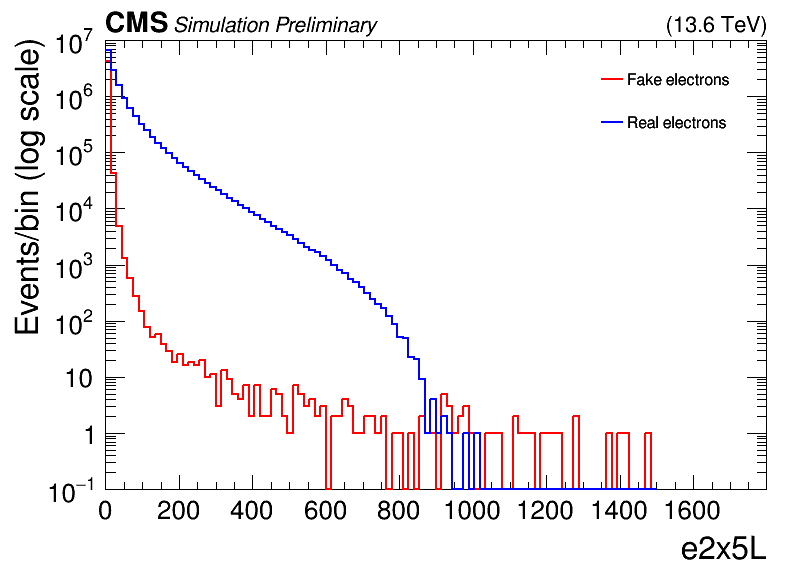 CMS Simulation Preliminary (13.6 TeV)
Events/bin (log scale)
10^7
10^6
10^5
10^4
10^3
10^2
10
1
10^−1
Fake electrons
Real electrons
0 200 400 600 800 1000 1200 1400 1600
e2x5L